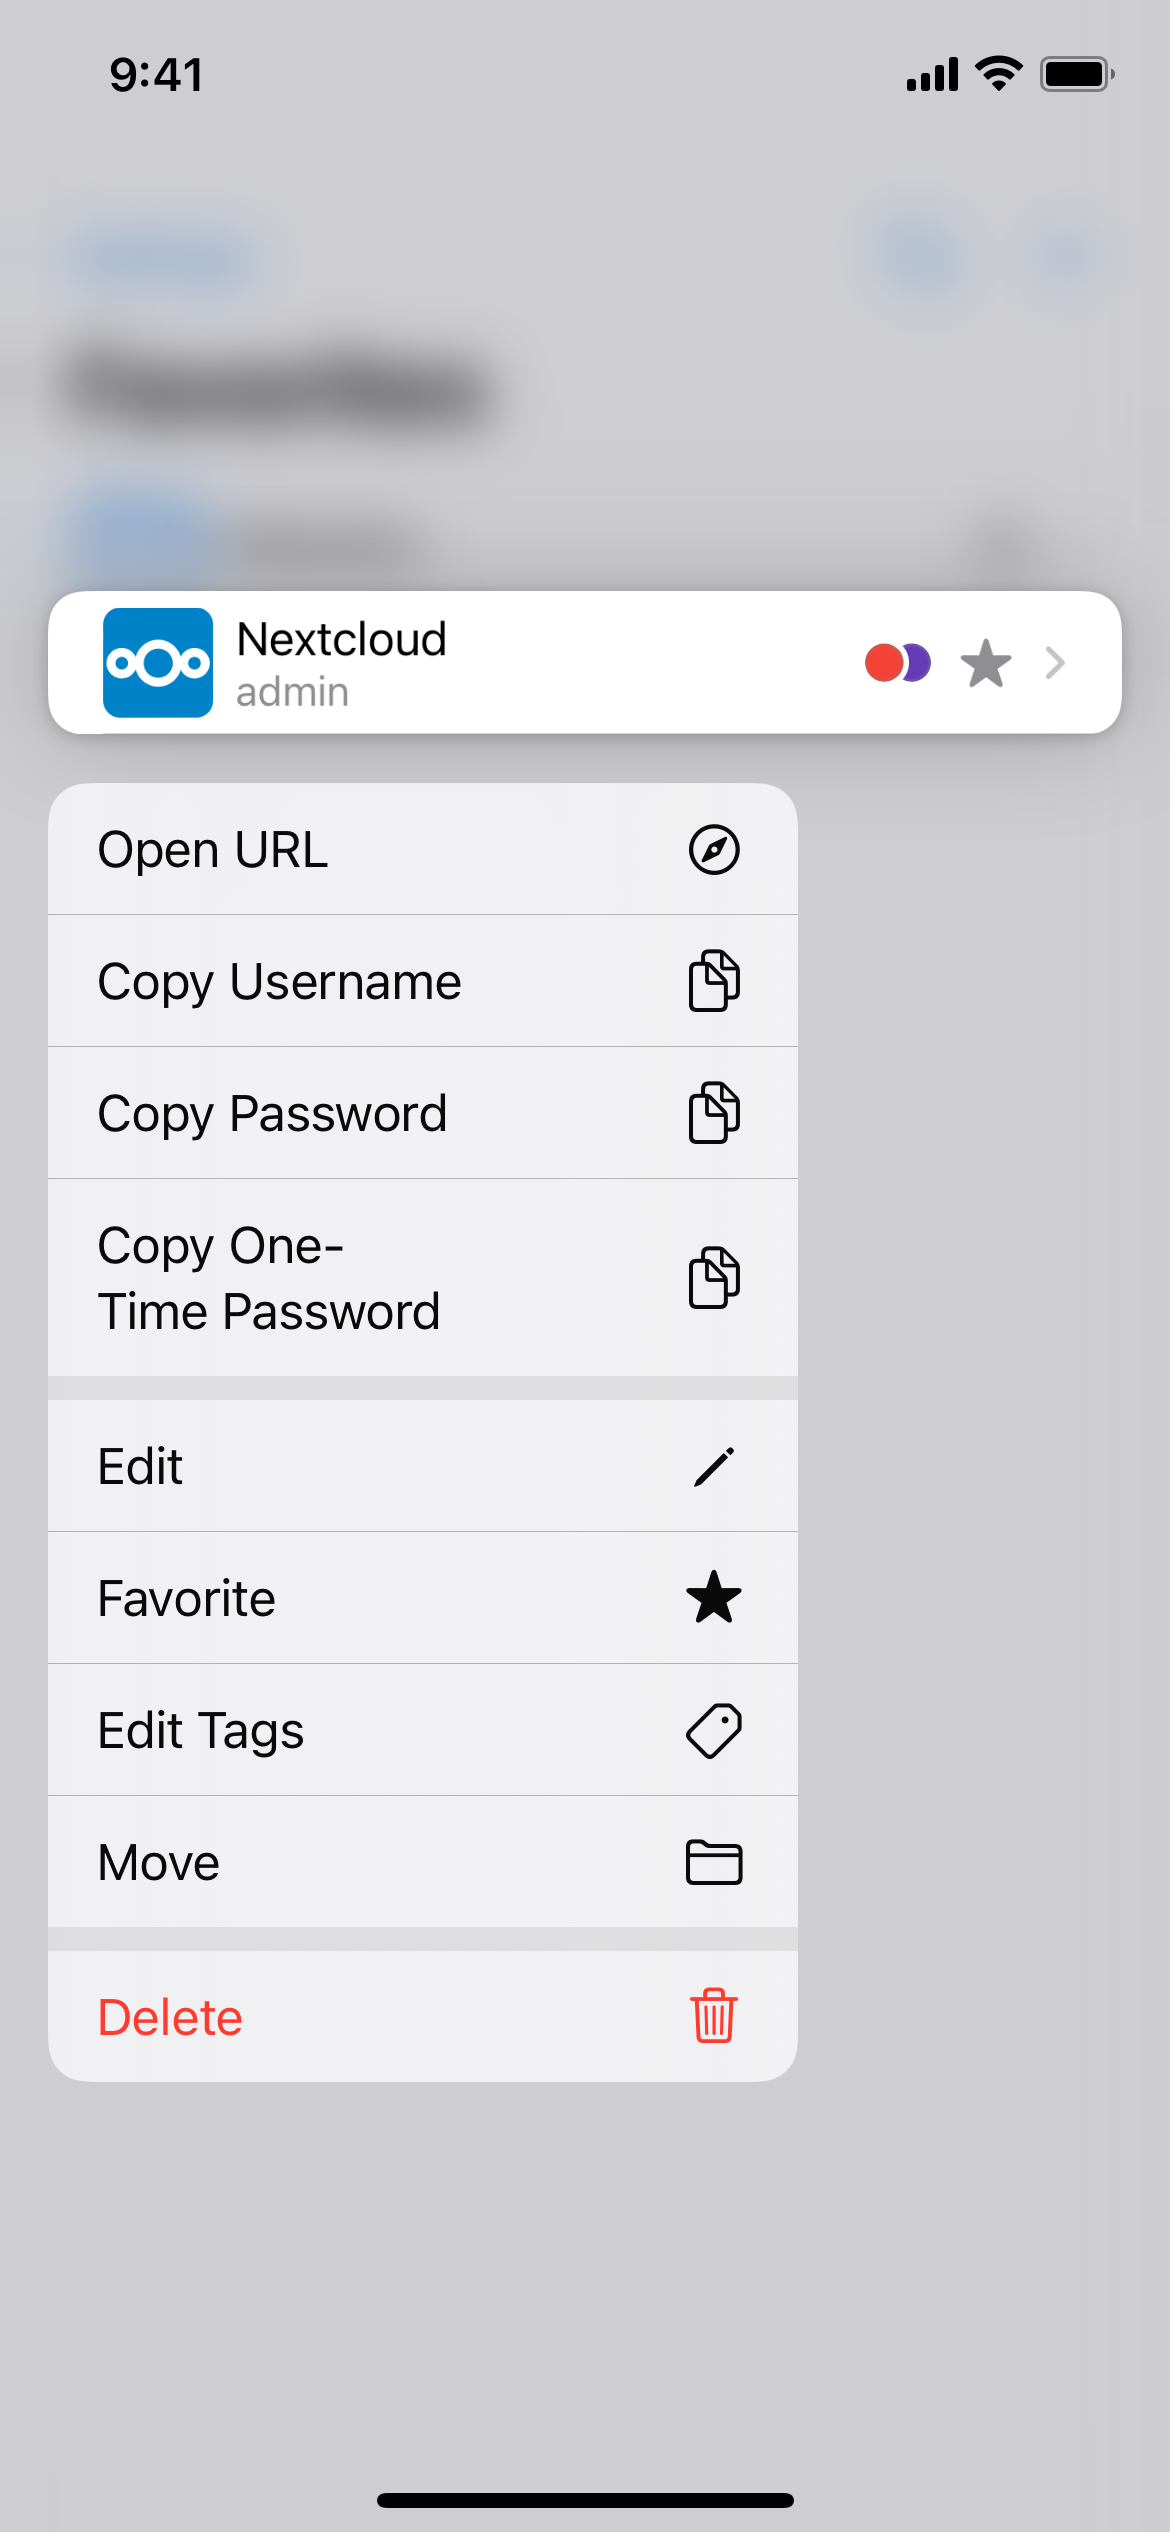 9:41
Nextcloud
admin
Open URL
Copy Username
Copy Password
Copy One-
Time Password
Edit
Favorite
Edit Tags
Move
Delete